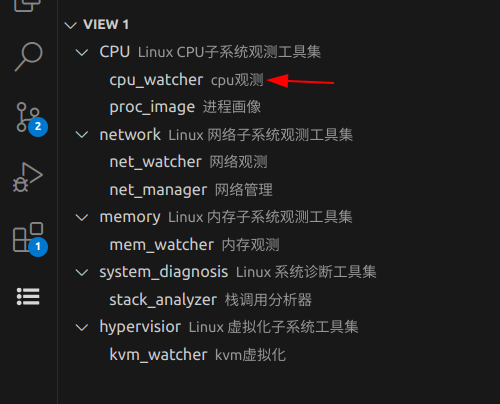 VIEW 1
CPU Linux CPU子系统观测工具集
cpu_watcher cpu观测
proc_image 进程画像
2
network Linux 网络子系统观测工具集
net_watcher 网络观测
net_manager 网络管理
memory Linux 内存子系统观测工具集
1
mem_watcher 内存观测
system_diagnosis Linux 系统诊断工具集
stack_analyzer 栈调用分析器
hypervisior Linux 虚拟化子系统工具集
kvm_watcher kvm虚拟化